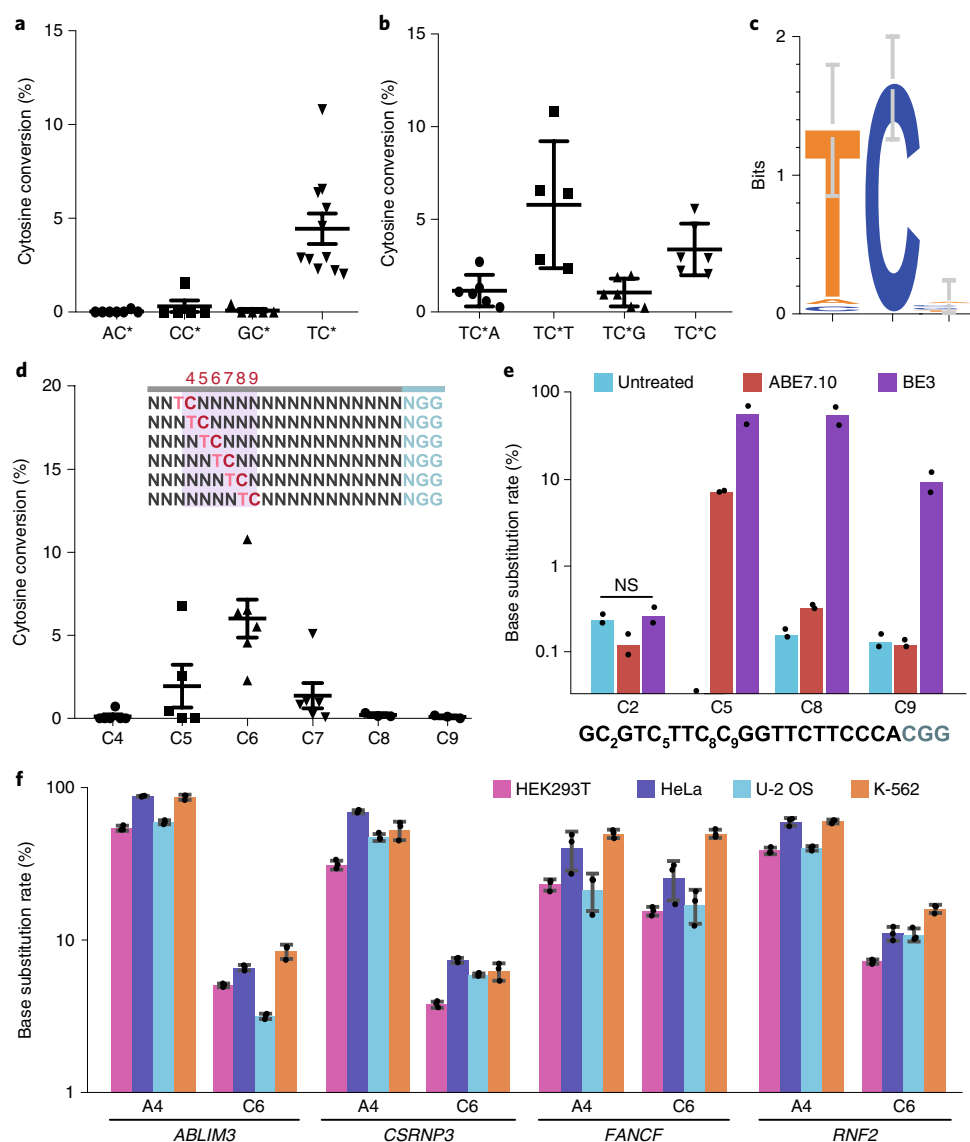 a
Cytosine conversion (%)
15
10
5
0
AC* CC* GC* TC*
b
Cytosine conversion (%)
15
10
5
0
TC*A TC*T TC*G TC*C
c
Bits
2
1
0
TC
d
Cytosine conversion (%)
20
15
10
5
0
456789
NNTCNNNNNNNNNNNNNNNNNGG
NNNTCNNNNNNNNNNNNNNNNGG
NNNNTCNNNNNNNNNNNNNNNGG
NNNNNTCNNNNNNNNNNNNNNGG
NNNNNNTCNNNNNNNNNNNNNGG
NNNNNNNTCNNNNNNNNNNNNGG
C4 C5 C6 C7 C8 C9
e
Untreated ABE7.10 BE3
Base substitution rate (%)
100
10
1
0.1
NS
C2 C5 C8 C9
GC2GTC5TTC8C9GGTTCTTCCCACGG
f
HEK293T HeLa U-2 OS K-562
Base substitution rate (%)
100
10
1
A4 C6 A4 C6 A4 C6 A4 C6
ABLIM3 CSRNP3 FANCF RNF2